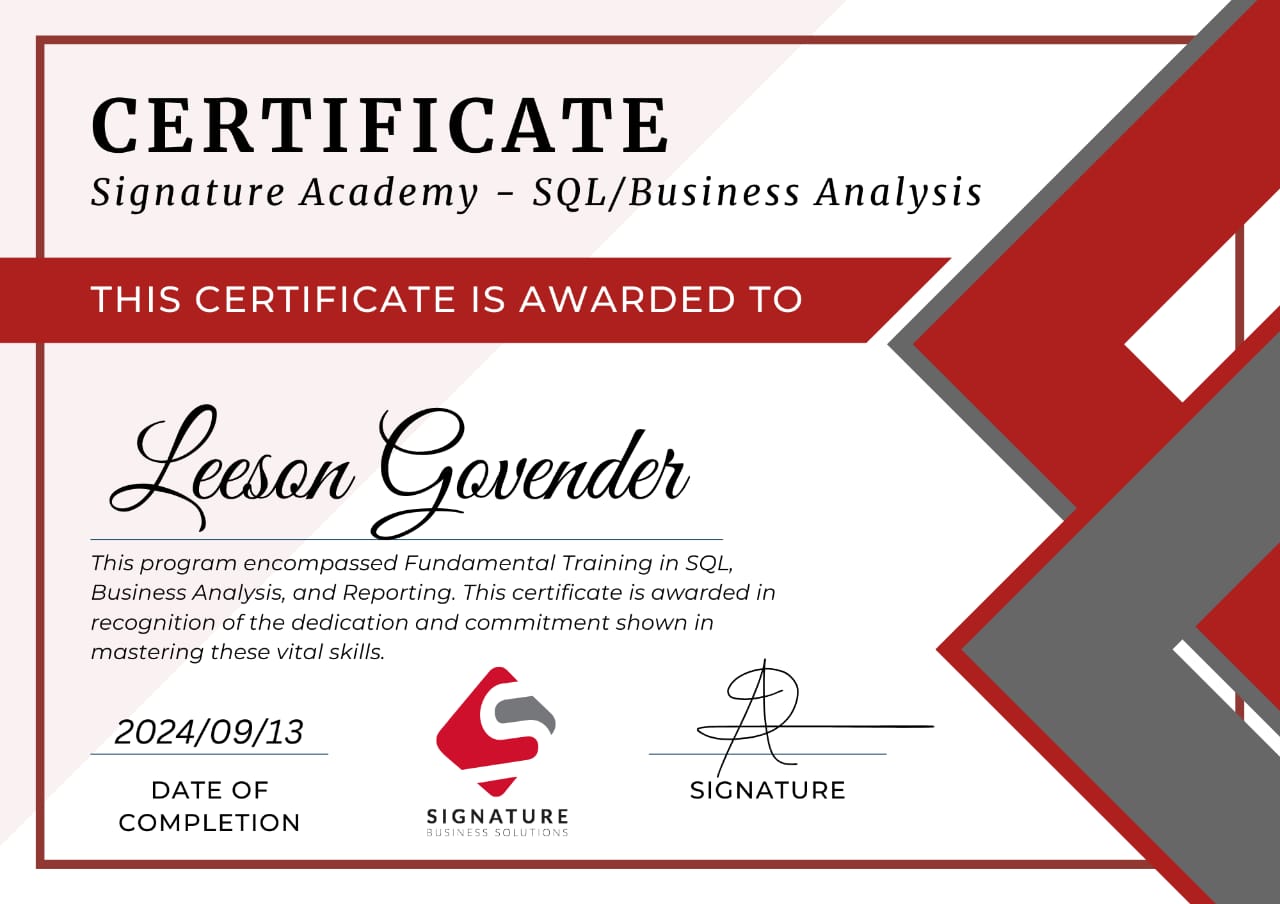 CERTIFICATE
Signature Academy - SQL/Business Analysis
THIS CERTIFICATE IS AWARDED TO
Leeson Govender
This program encompassed Fundamental Training in SQL,
Business Analysis, and Reporting. This certificate is awarded in
recognition of the dedication and commitment shown in
mastering these vital skills.
2024/09/13
DATE OF
COMPLETION
SIGNATURE
BUSINESS SOLUTIONS
SIGNATURE